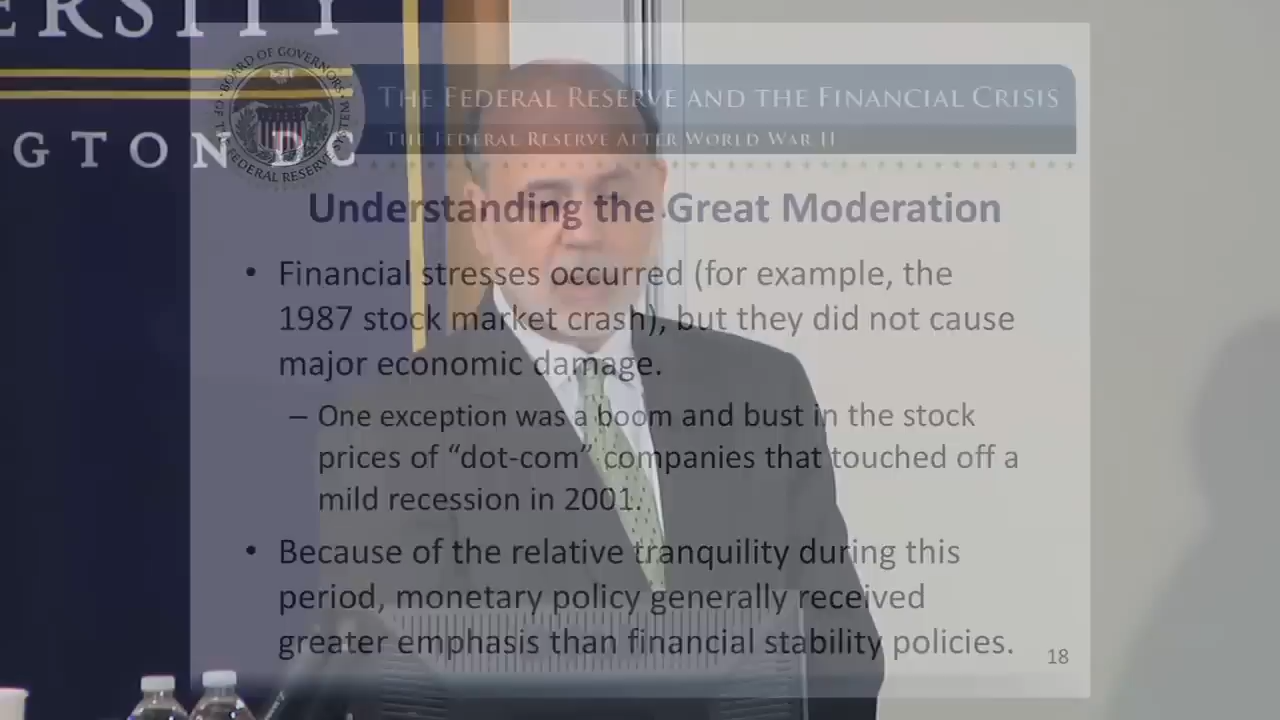 ERSITY
GTON DC
BOARD OF GOVERNORS
FEDERAL RESERVE SYSTEM
THE FEDERAL RESERVE AND THE FINANCIAL CRISIS
THE FEDERAL RESERVE AFTER WORLD WAR II
Understanding the Great Moderation
• Financial stresses occurred (for example, the
1987 stock market crash), but they did not cause
major economic damage.
– One exception was a boom and bust in the stock
prices of “dot-com” companies that touched off a
mild recession in 2001.
• Because of the relative tranquility during this
period, monetary policy generally received
greater emphasis than financial stability policies.
18